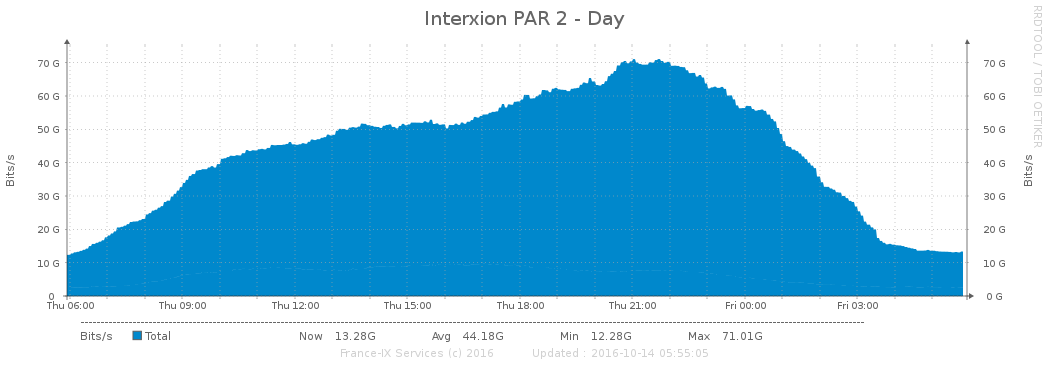 Interxion PAR 2 - Day
RRDTOOL / TOBI OETIKER
Bits/s
70 G 70 G
60 G 60 G
50 G 50 G
40 G 40 G
30 G 30 G
20 G 20 G
10 G 10 G
0 0 G
Bits/s
Thu 06:00 Thu 09:00 Thu 12:00 Thu 15:00 Thu 18:00 Thu 21:00 Fri 00:00 Fri 03:00
Bits/s Total Now 13.28G Avg 44.18G Min 12.28G Max 71.01G
France-IX Services (c) 2016 Updated : 2016-10-14 05:55:05